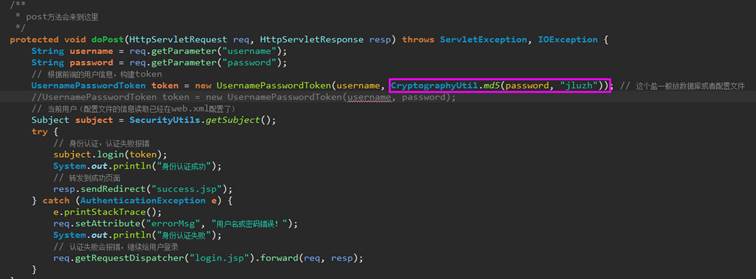 /**
 * post方法会来到这里
 */
protected void doPost(HttpServletRequest req, HttpServletResponse resp) throws ServletException, IOException {
    String username = req.getParameter("username");
    String password = req.getParameter("password");
    // 根据前端的用户信息，构建token
    UsernamePasswordToken token = new UsernamePasswordToken(username, CryptographyUtil.md5(password, "jluzh")); // 这个盐一般放数据库或者配置文件
    //UsernamePasswordToken token = new UsernamePasswordToken(username, password);
    // 当前用户（配置文件的信息读取已经在web.xml配置了）
    Subject subject = SecurityUtils.getSubject();
    try {
        // 身份认证，认证失败报错
        subject.login(token);
        System.out.println("身份认证成功");
        // 转发到成功页面
        resp.sendRedirect("success.jsp");
    } catch (AuthenticationException e) {
        e.printStackTrace();
        req.setAttribute("errorMsg", "用户名或密码错误！");
        System.out.println("身份认证失败");
        // 认证失败会报错，继续给用户登录
        req.getRequestDispatcher("login.jsp").forward(req, resp);
    }